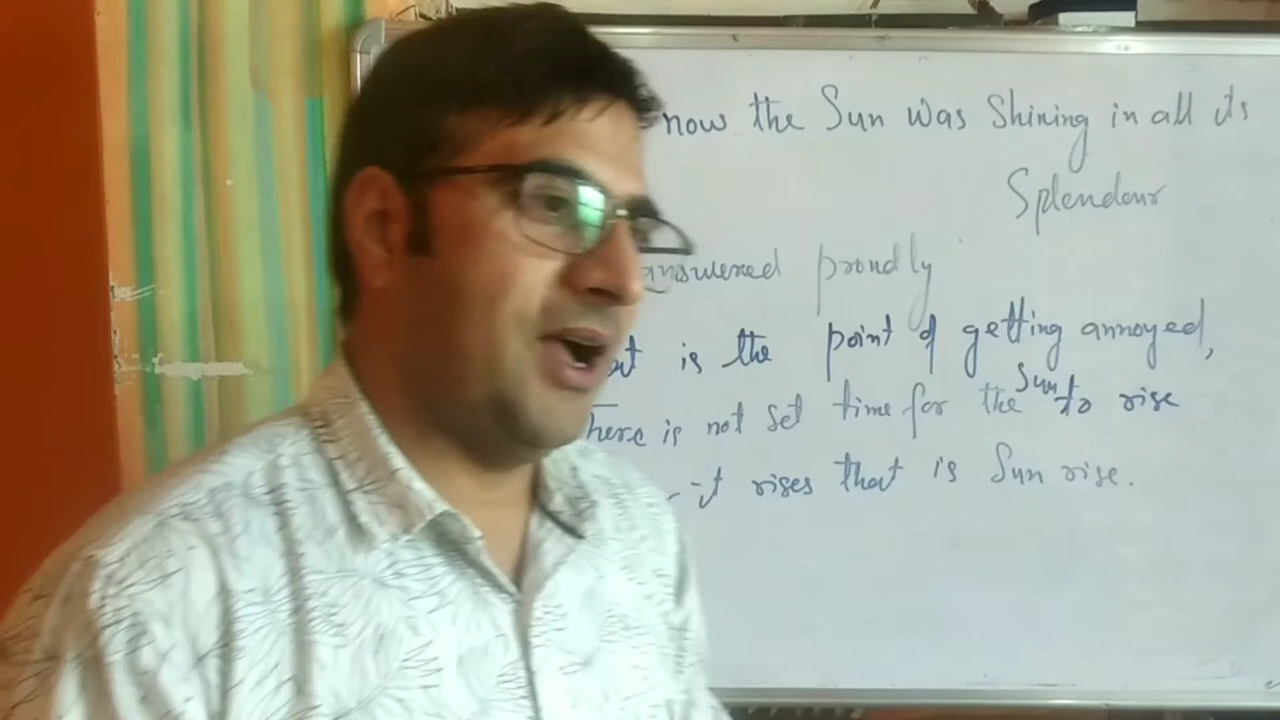 now the Sun was Shining in all its
Splendour
answered proudly
is the point of getting annoyed,
There is not set time for the Sun to rise
it rises that is Sun rise.